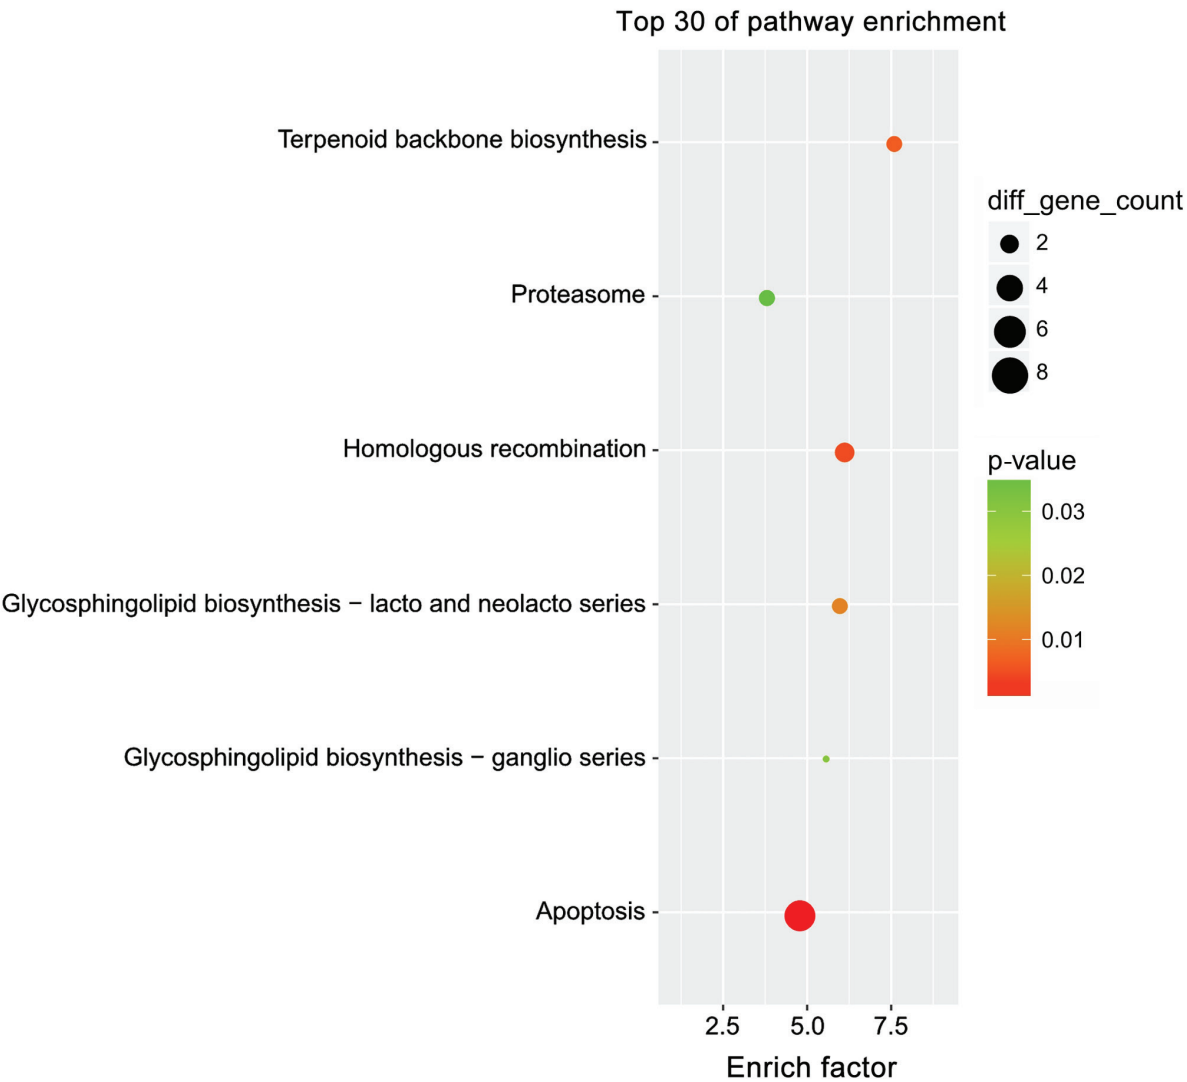 Top 30 of pathway enrichment
Terpenoid backbone biosynthesis
Proteasome
Homologous recombination
Glycosphingolipid biosynthesis − lacto and neolacto series
Glycosphingolipid biosynthesis − ganglio series
Apoptosis
2.5 5.0 7.5
Enrich factor
diff_gene_count
2
4
6
8
p-value
0.03
0.02
0.01